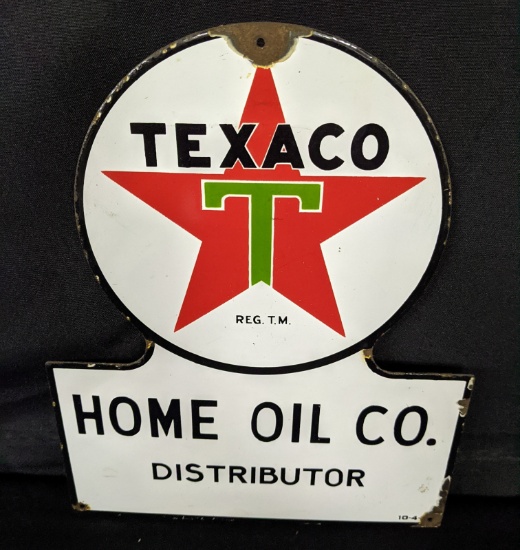 TEXACO
T
REG. T.M.
HOME OIL CO.
DISTRIBUTOR